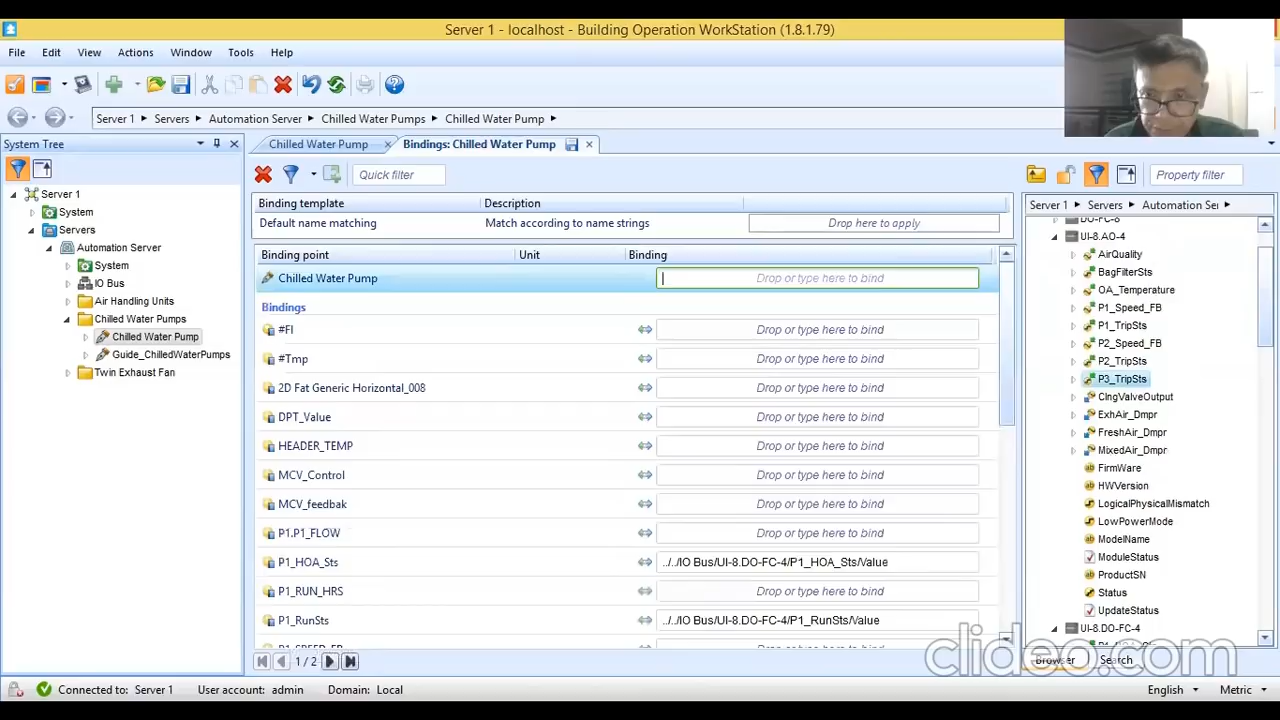 Server 1 - localhost - Building Operation WorkStation (1.8.1.79)
File Edit View Actions Window Tools Help
Server 1 Servers Automation Server Chilled Water Pumps Chilled Water Pump
System Tree
Chilled Water Pump
Bindings: Chilled Water Pump
Quick filter
Property filter
Server 1
System
Servers
Automation Server
System
IO Bus
Air Handling Units
Chilled Water Pumps
Chilled Water Pump
Guide_ChilledWaterPumps
Twin Exhaust Fan
Binding template Description
Default name matching Match according to name strings Drop here to apply
Binding point Unit Binding
Chilled Water Pump Drop or type here to bind
Bindings
#FI Drop or type here to bind
#Tmp Drop or type here to bind
2D Fat Generic Horizontal_008 Drop or type here to bind
DPT_Value Drop or type here to bind
HEADER_TEMP Drop or type here to bind
MCV_Control Drop or type here to bind
MCV_feedbak Drop or type here to bind
P1.P1_FLOW Drop or type here to bind
P1_HOA_Sts ../../IO Bus/UI-8.DO-FC-4/P1_HOA_Sts/Value
P1_RUN_HRS Drop or type here to bind
P1_RunSts ../../IO Bus/UI-8.DO-FC-4/P1_RunSts/Value
1 / 2
Server 1 Servers Automation Se
DO-FC-8
UI-8.AO-4
AirQuality
BagFilterSts
OA_Temperature
P1_Speed_FB
P1_TripSts
P2_Speed_FB
P2_TripSts
P3_TripSts
ClngValveOutput
ExhAir_Dmpr
FreshAir_Dmpr
MixedAir_Dmpr
FirmWare
HWVersion
LogicalPhysicalMismatch
LowPowerMode
ModelName
ModuleStatus
ProductSN
Status
UpdateStatus
UI-8.DO-FC-4
Browser Search
clideo.com
Connected to: Server 1 User account: admin Domain: Local English Metric